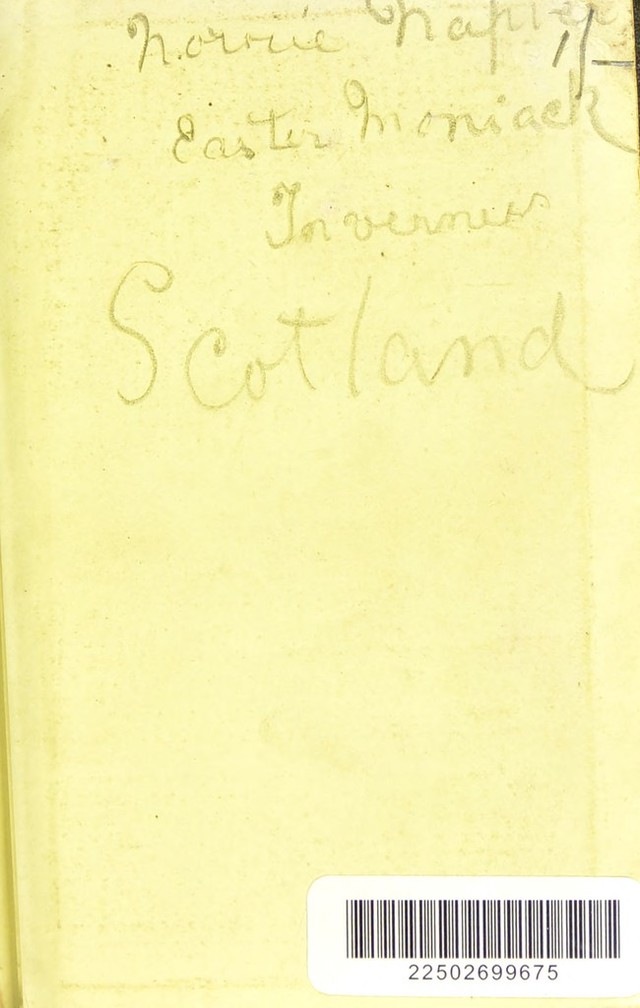 Norrie Napier
1/-
Easter Moniack
Inverness
Scotland
22502699675